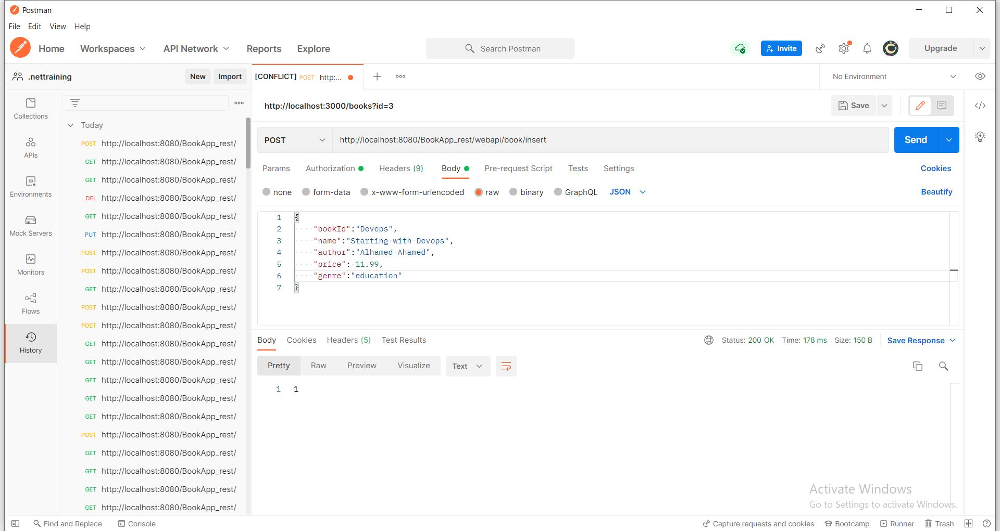 Postman
File Edit View Help
Home Workspaces API Network Reports Explore Search Postman Invite Upgrade
.nettraining New Import [CONFLICT] POST http:... No Environment
Collections
APIs
Environments
Mock Servers
Monitors
Flows
History
Today
POST http://localhost:8080/BookApp_rest/
GET http://localhost:8080/BookApp_rest/
GET http://localhost:8080/BookApp_rest/
DEL http://localhost:8080/BookApp_rest/
GET http://localhost:8080/BookApp_rest/
PUT http://localhost:8080/BookApp_rest/
POST http://localhost:8080/BookApp_rest/
POST http://localhost:8080/BookApp_rest/
GET http://localhost:8080/BookApp_rest/
POST http://localhost:8080/BookApp_rest/
POST http://localhost:8080/BookApp_rest/
GET http://localhost:8080/BookApp_rest/
GET http://localhost:8080/BookApp_rest/
GET http://localhost:8080/BookApp_rest/
GET http://localhost:8080/BookApp_rest/
GET http://localhost:8080/BookApp_rest/
POST http://localhost:8080/BookApp_rest/
GET http://localhost:8080/BookApp_rest/
GET http://localhost:8080/BookApp_rest/
GET http://localhost:8080/BookApp_rest/
GET http://localhost:8080/BookApp_rest/
http://localhost:3000/books?id=3 Save
POST http://localhost:8080/BookApp_rest/webapi/book/insert Send
Params Authorization Headers (9) Body Pre-request Script Tests Settings Cookies
none form-data x-www-form-urlencoded raw binary GraphQL JSON Beautify
1 {
2 "bookId":"Devops",
3 "name":"Starting with Devops",
4 "author":"Alhamed Ahamed",
5 "price": 11.99,
6 "genre":"education"
7 }
Body Cookies Headers (5) Test Results Status: 200 OK Time: 178 ms Size: 150 B Save Response
Pretty Raw Preview Visualize Text
1 1
Activate Windows
Go to Settings to activate Windows.
Find and Replace Console Capture requests and cookies Bootcamp Runner Trash